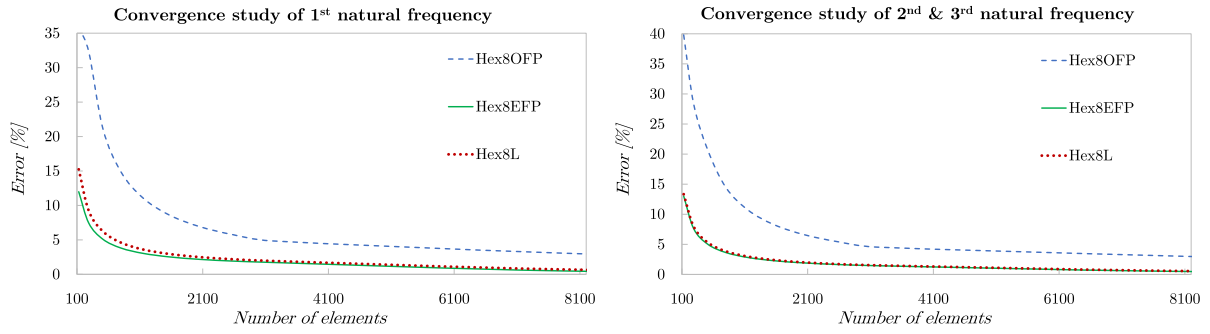 Convergence study of 1st natural frequency
35
30
25
20
15
10
5
0
Error [%]
Hex8OFP
Hex8EFP
Hex8L
100 2100 4100 6100 8100
Number of elements
Convergence study of 2nd & 3rd natural frequency
40
35
30
25
20
15
10
5
0
Error [%]
Hex8OFP
Hex8EFP
Hex8L
100 2100 4100 6100 8100
Number of elements